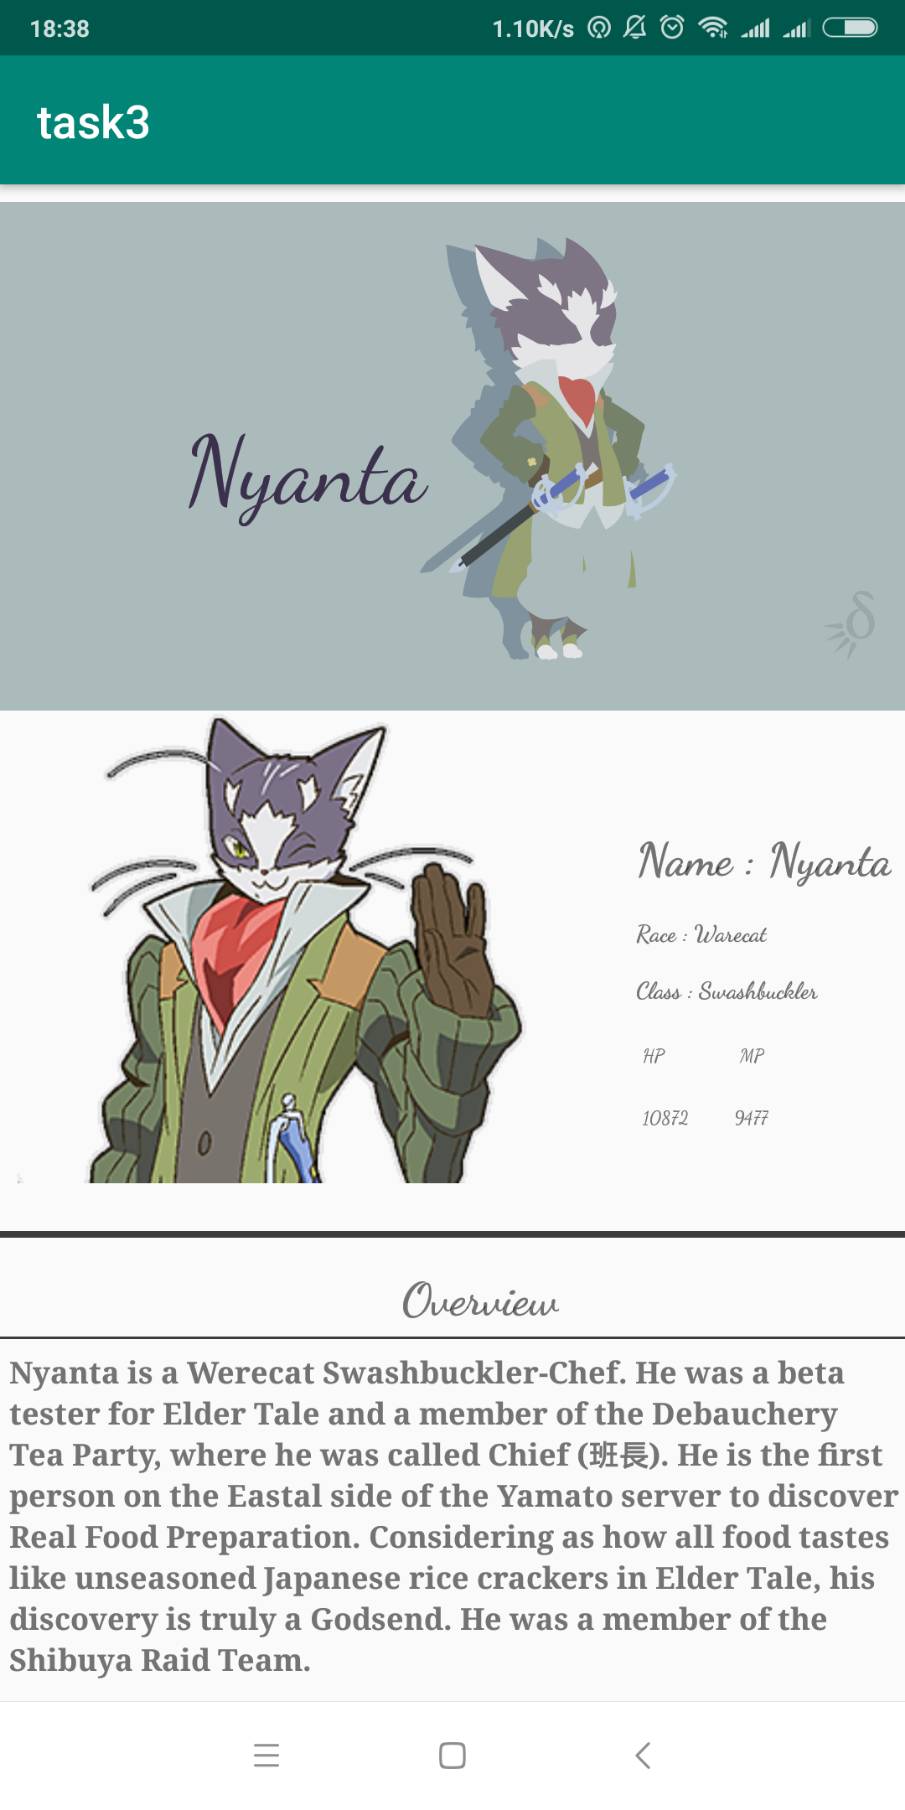 18:38
1.10K/s
task3
Nyanta
δ
Name : Nyanta
Race : Warecat
Class : Swashbuckler
HP MP
10872 9477
Overview
Nyanta is a Werecat Swashbuckler-Chef. He was a beta
tester for Elder Tale and a member of the Debauchery
Tea Party, where he was called Chief (班長). He is the first
person on the Eastal side of the Yamato server to discover
Real Food Preparation. Considering as how all food tastes
like unseasoned Japanese rice crackers in Elder Tale, his
discovery is truly a Godsend. He was a member of the
Shibuya Raid Team.